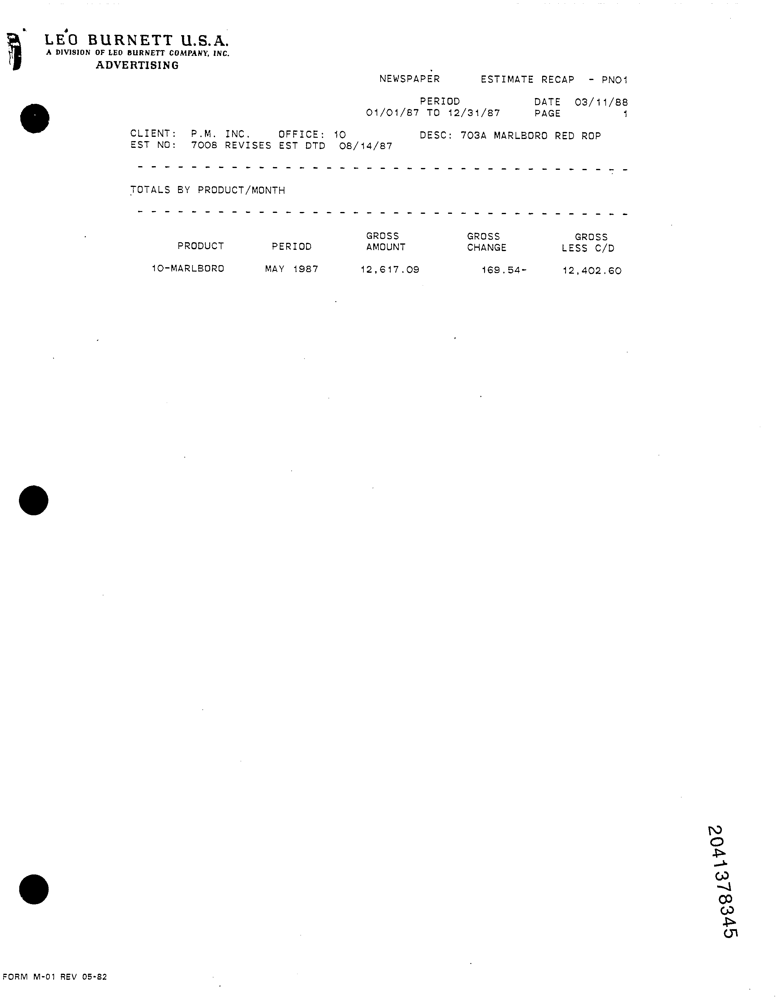 LEO BURNETT U.S.A.
A DIVISION OF LEO BURNETT COMPANY, INC.
ADVERTISING
NEWSPAPER ESTIMATE RECAP - PN01
PERIOD DATE 03/11/88
01/01/87 TO 12/31/87 PAGE 1
CLIENT: P.M. INC. OFFICE: 10 DESC: 703A MARLBORO RED ROP
EST NO: 7008 REVISES EST DTD 08/14/87
TOTALS BY PRODUCT/MONTH
GROSS GROSS GROSS
PRODUCT PERIOD AMOUNT CHANGE LESS C/D
10-MARLBORO MAY 1987 12,617.09 169.54- 12,402.60
2041378345
FORM M-01 REV 05-82